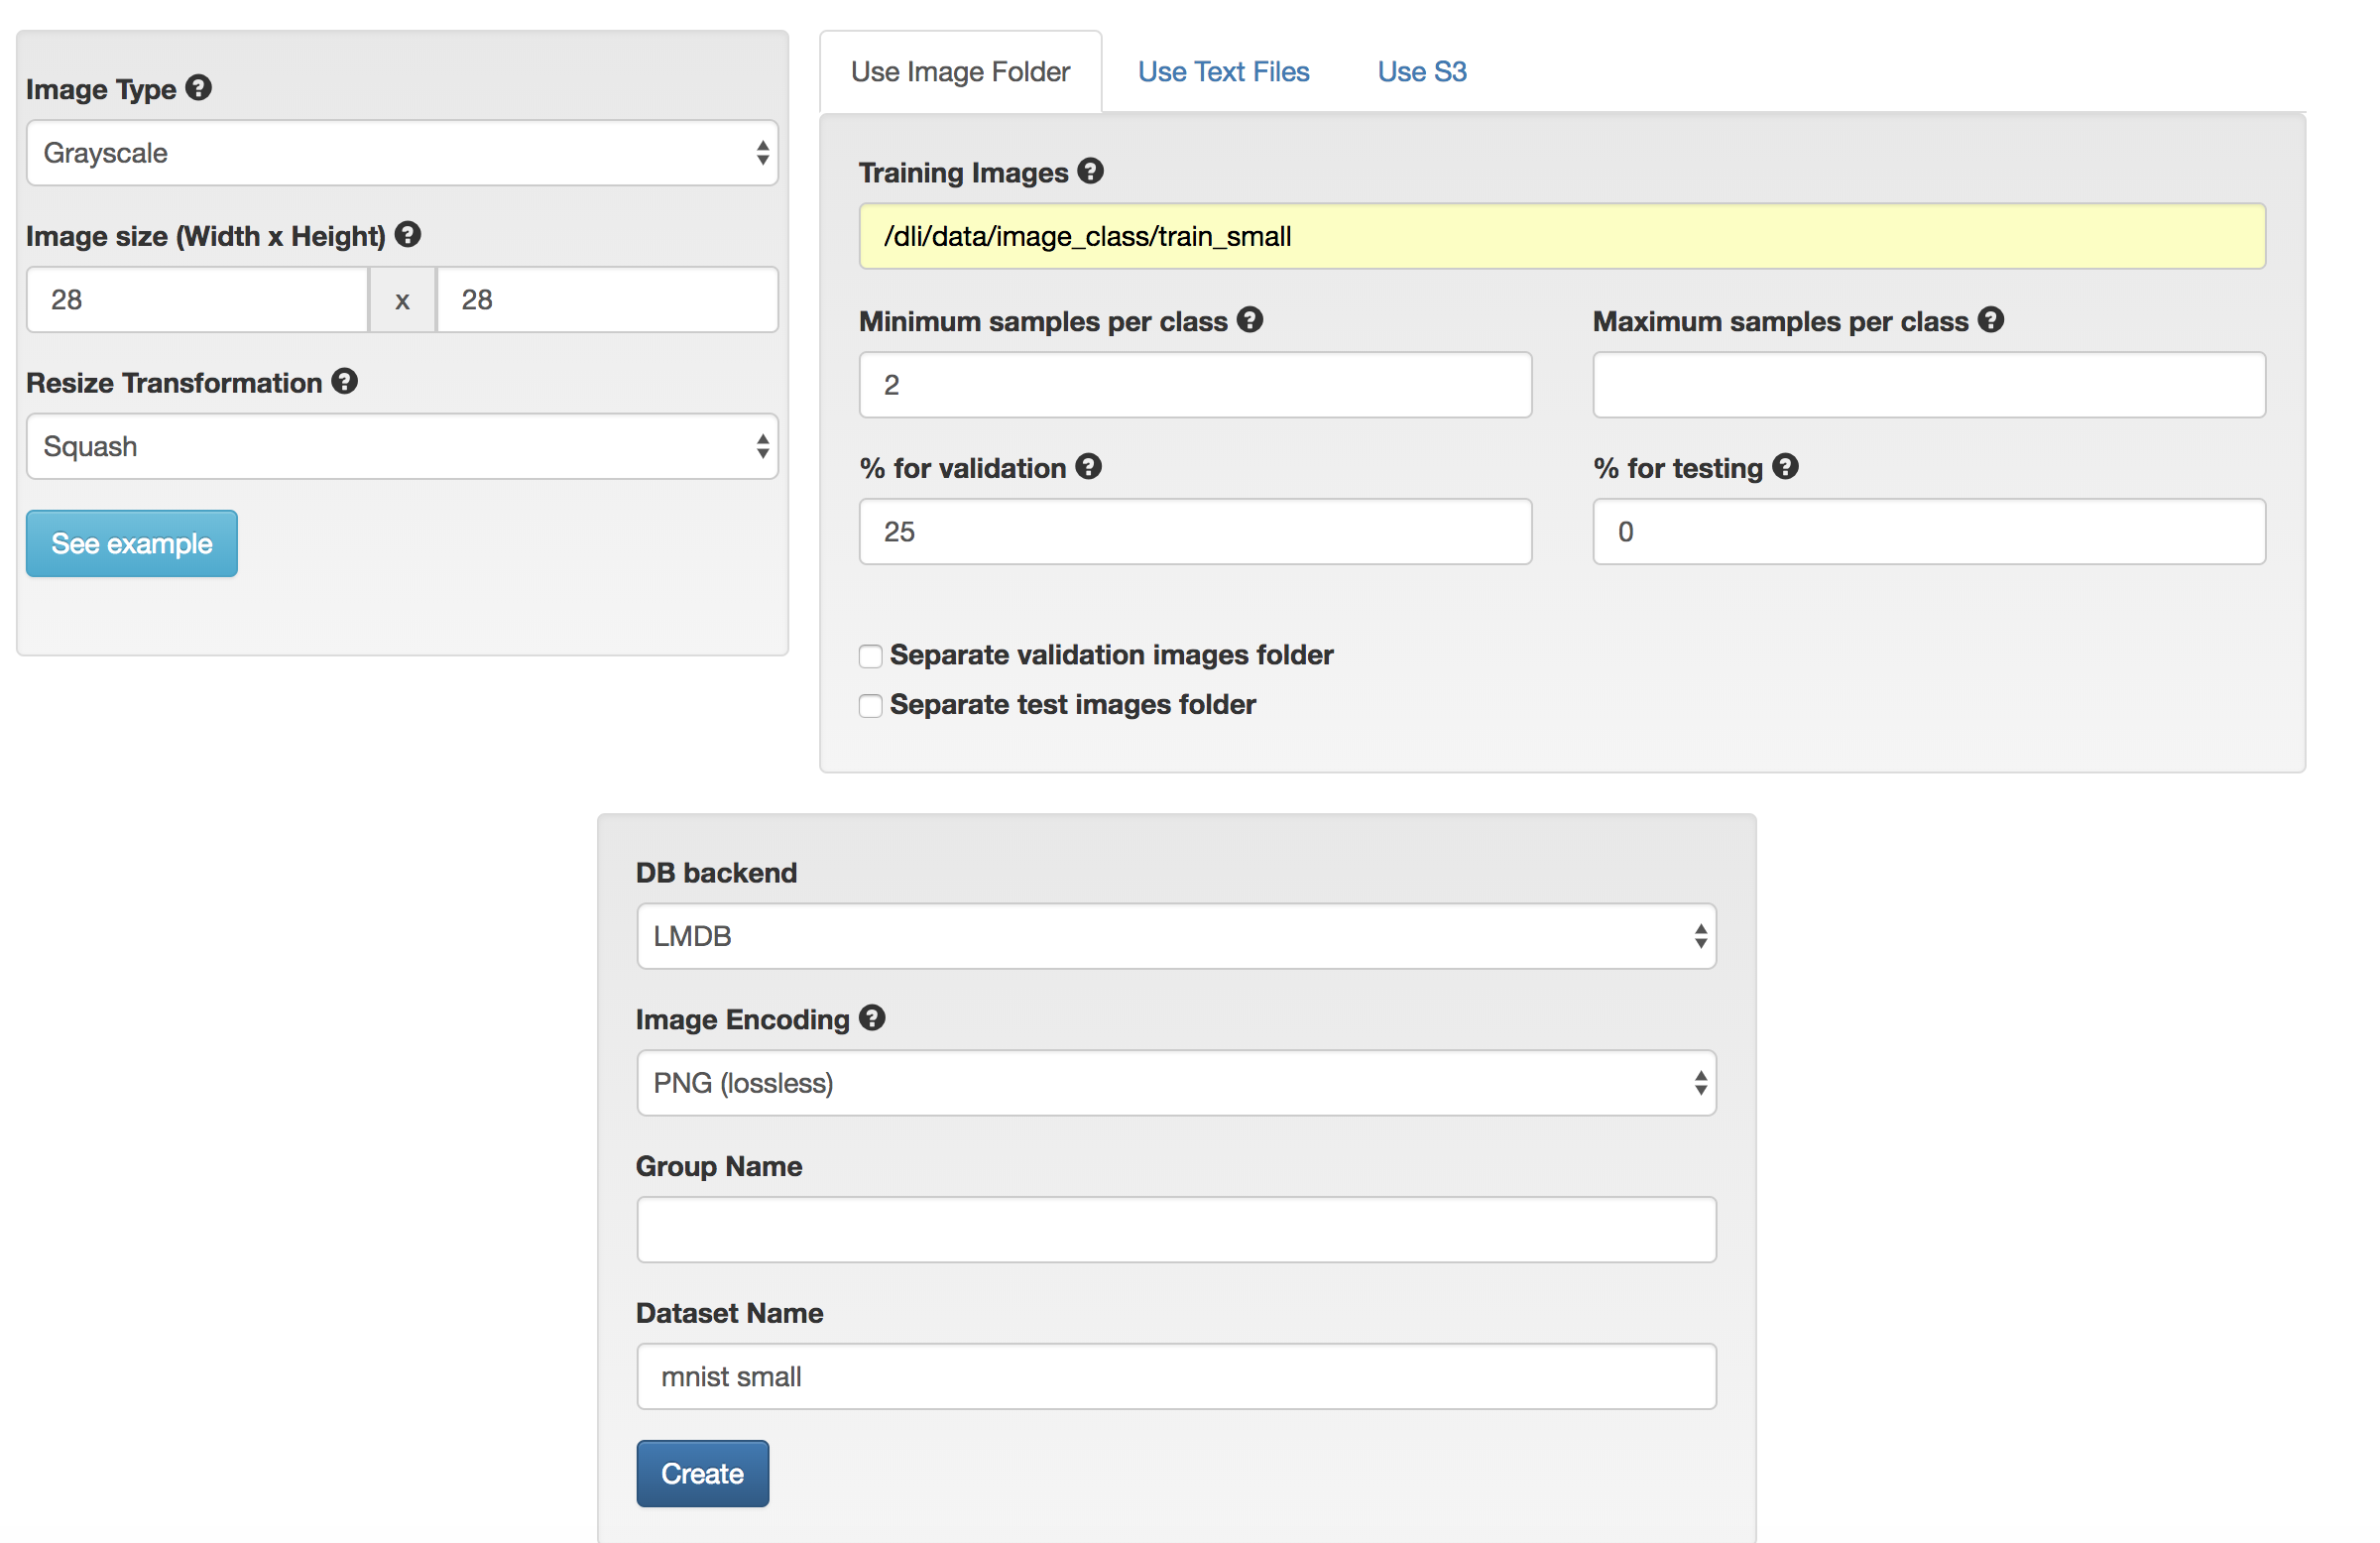 Image Type
Grayscale
Image size (Width x Height)
28 x 28
Resize Transformation
Squash
See example
Use Image Folder Use Text Files Use S3
Training Images
/dli/data/image_class/train_small
Minimum samples per class Maximum samples per class
2
% for validation % for testing
25 0
Separate validation images folder
Separate test images folder
DB backend
LMDB
Image Encoding
PNG (lossless)
Group Name
Dataset Name
mnist small
Create